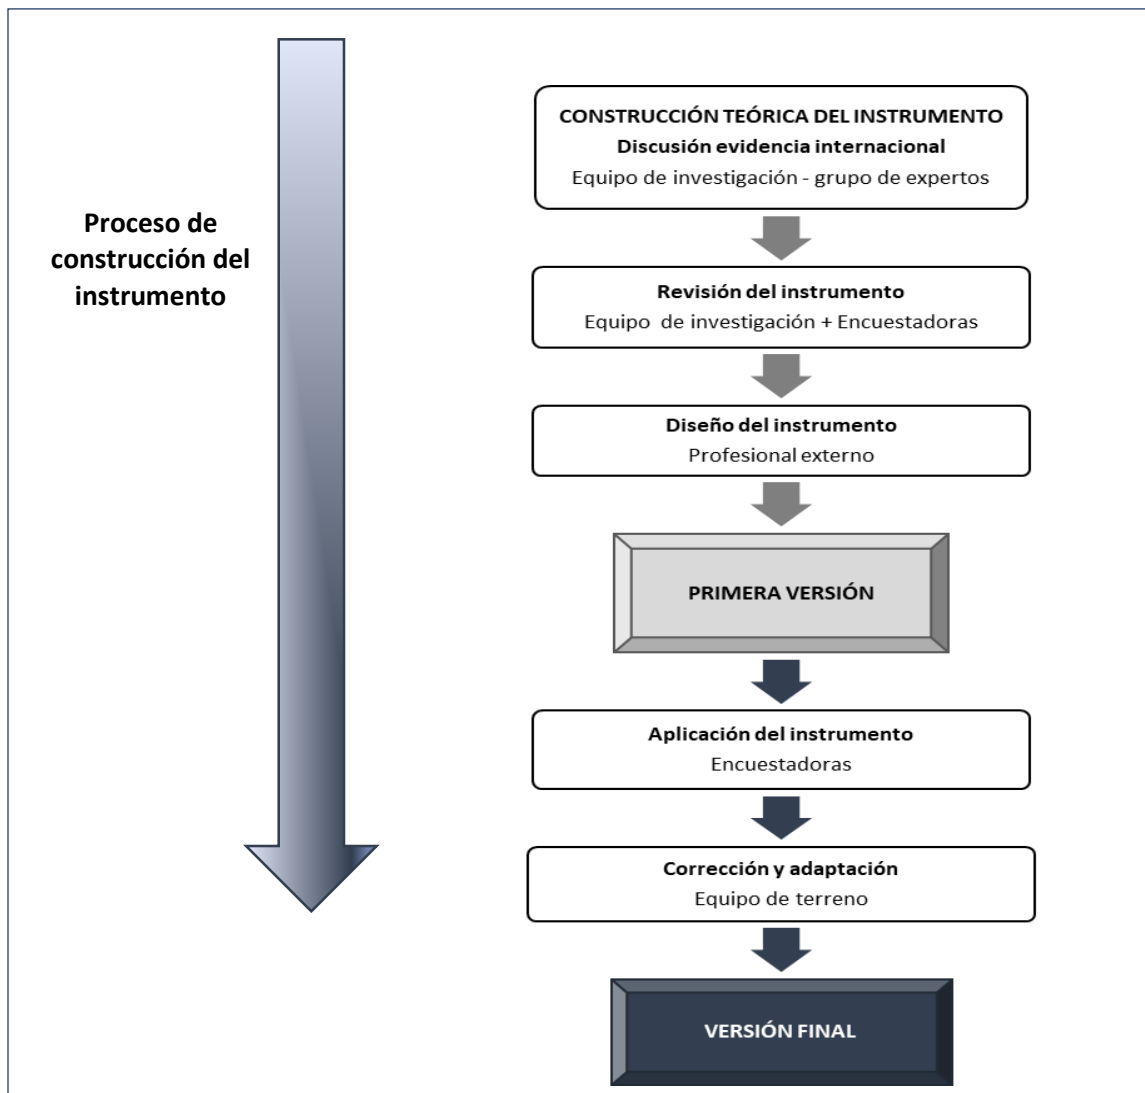 Proceso de
construcción del
instrumento
CONSTRUCCIÓN TEÓRICA DEL INSTRUMENTO
Discusión evidencia internacional
Equipo de investigación - grupo de expertos
Revisión del instrumento
Equipo de investigación + Encuestadoras
Diseño del instrumento
Profesional externo
PRIMERA VERSIÓN
Aplicación del instrumento
Encuestadoras
Corrección y adaptación
Equipo de terreno
VERSIÓN FINAL